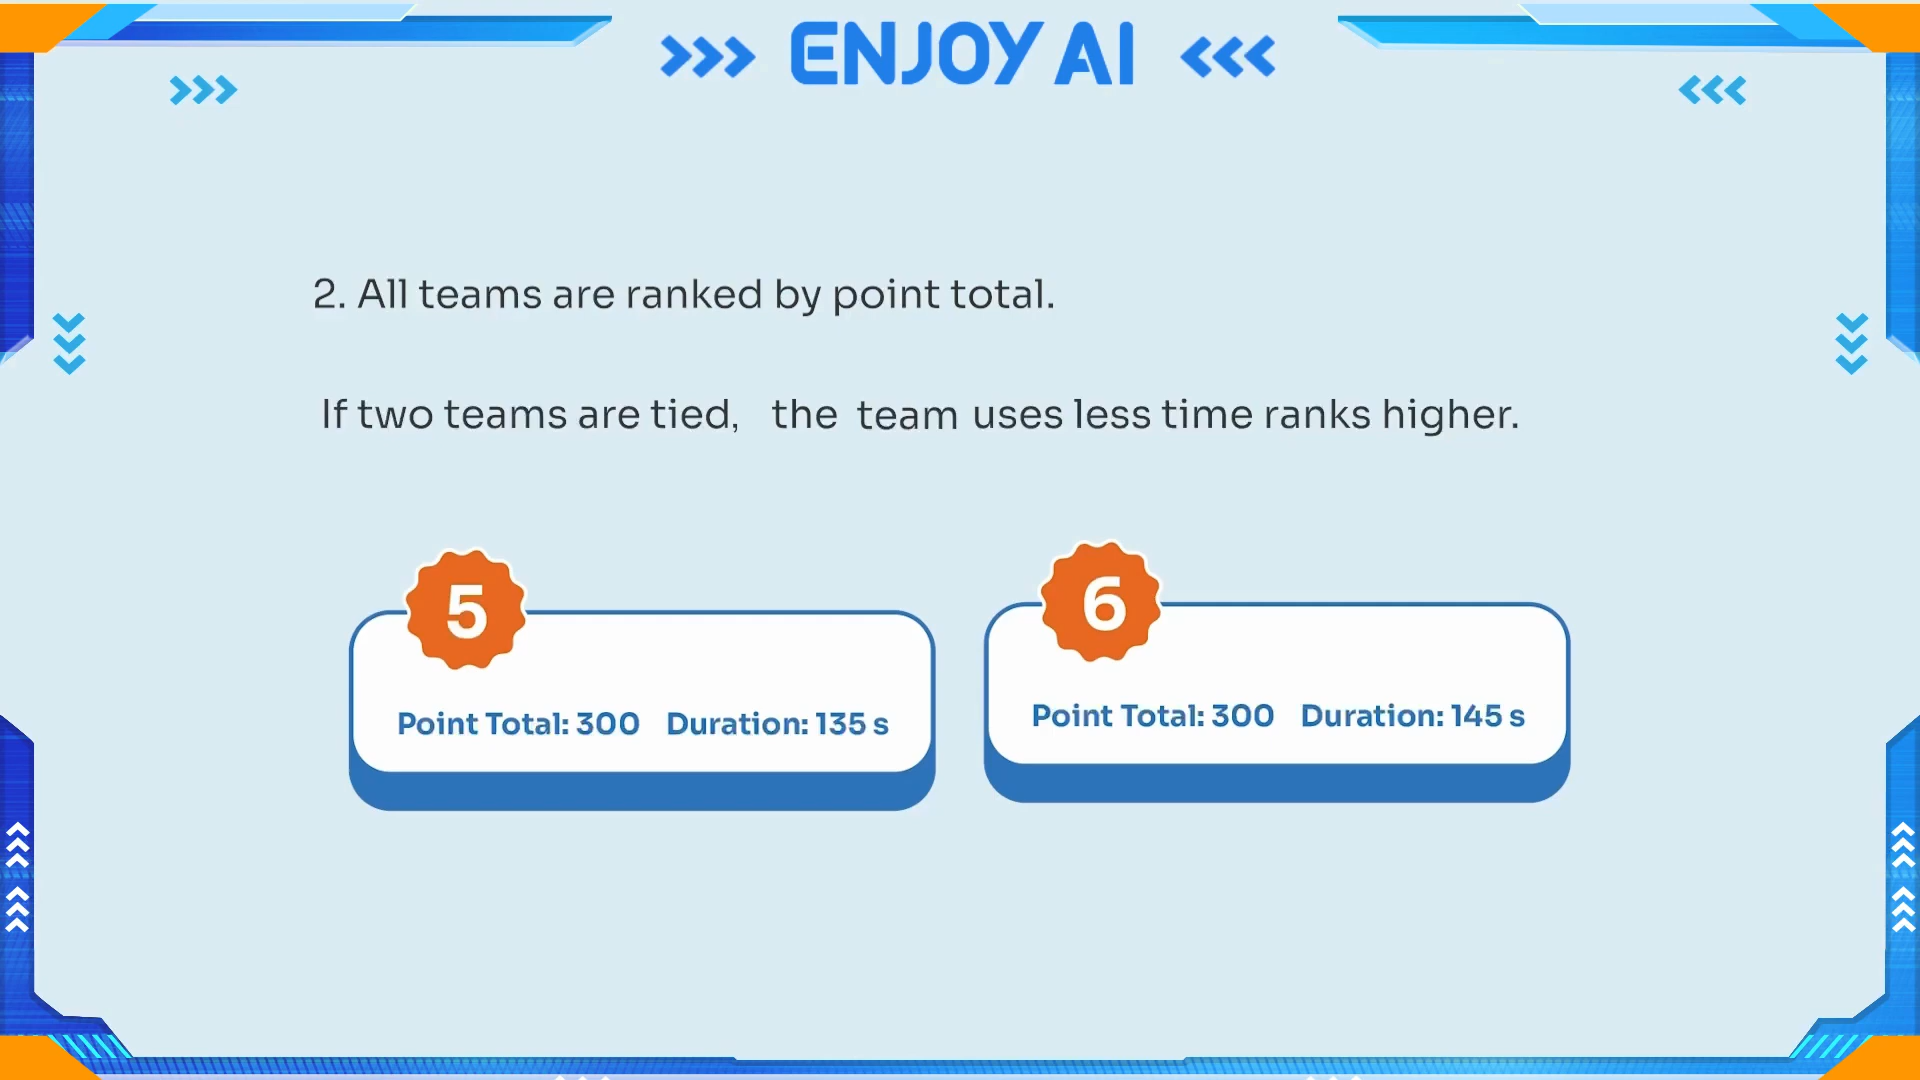 ENJOY AI
2. All teams are ranked by point total.
If two teams are tied, the team uses less time ranks higher.
5
Point Total: 300 Duration: 135 s
6
Point Total: 300 Duration: 145 s